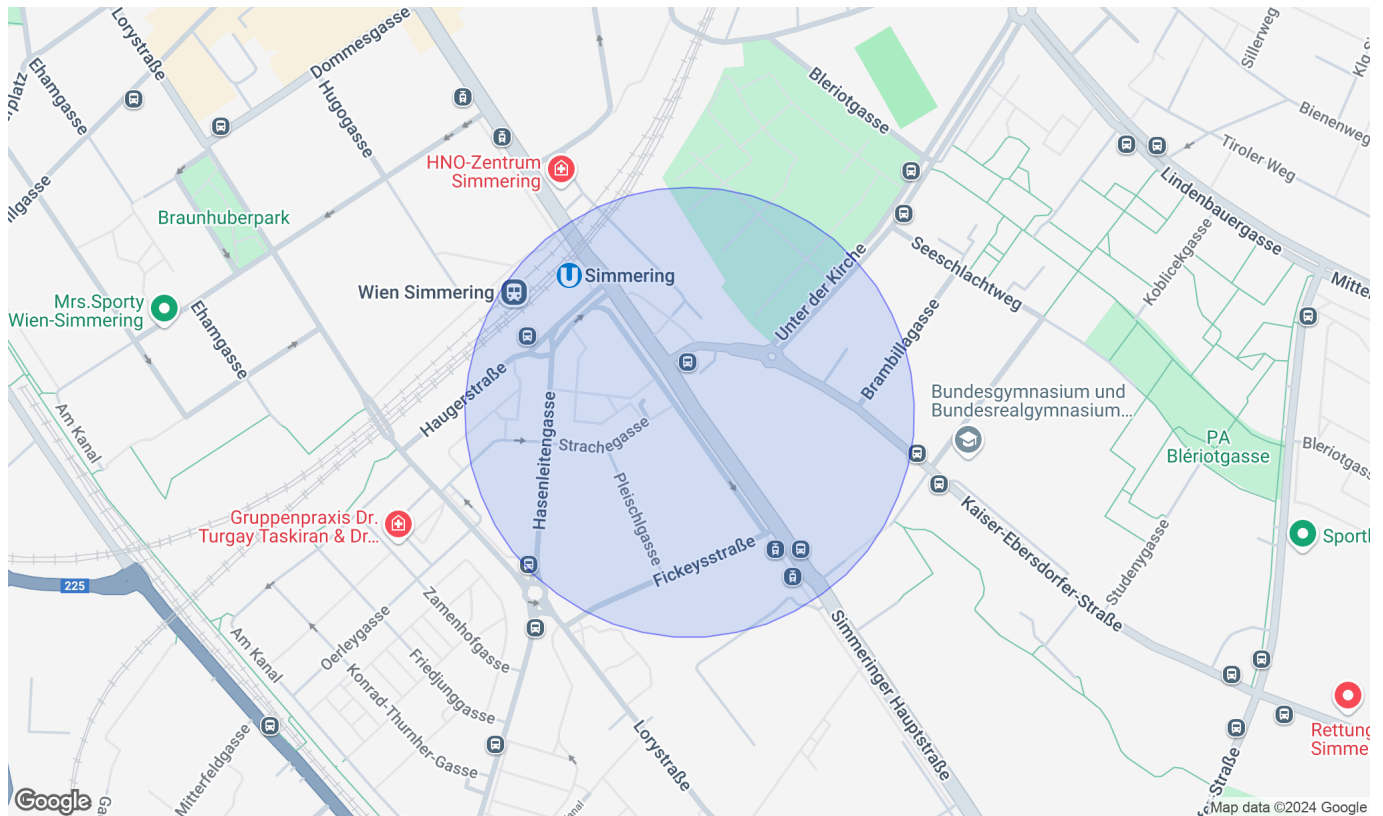 Lorystraße
Dommesgasse
Ehamgasse
Hugogasse
HNO-Zentrum
Simmering
Bleriotgasse
Sillerweg
Bienenweg
Tiroler Weg
Lindenbauergasse
Braunhuberpark
Simmering
Wien Simmering
Mrs.Sporty
Wien-Simmering
Ehamgasse
Unter der Kirche
Seeschlachtweg
Koblicekgasse
Brambillagasse
Haugerstraße
Am Kanal
Hasenleitengasse
Strachegasse
Pleischlgasse
Bundesgymnasium und
Bundesrealgymnasium...
PA
Blériotgasse
Bleriotgass
Gruppenpraxis Dr.
Turgay Taskiran & Dr...
Fickeysstraße
Kaiser-Ebersdorfer-Straße
Studenygasse
225
Zamenhofgasse
Oerleygasse
Am Kanal
Friedjunggasse
Konrad-Thurnher-Gasse
Simmeringer Hauptstraße
Lorystraße
Mitterfeldgasse
Rettung
Simme
Google
Map data ©2024 Google